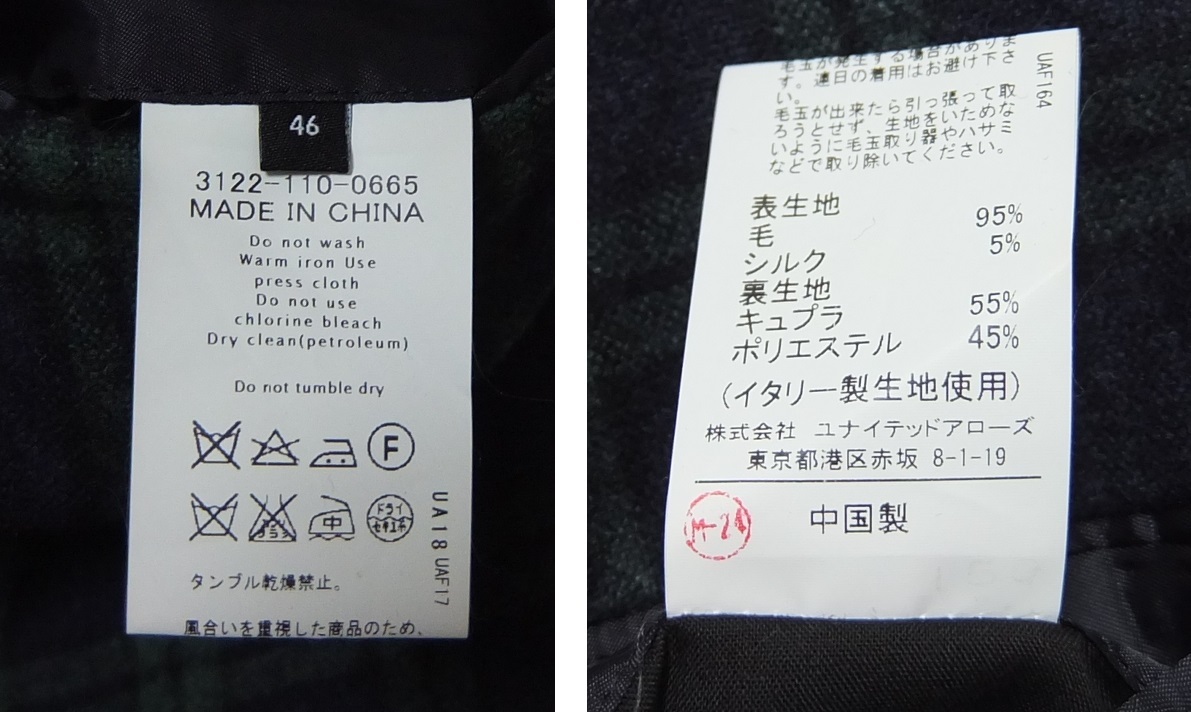 46
3122-110-0665
MADE IN CHINA
Do not wash
Warm iron Use
press cloth
Do not use
chlorine bleach
Dry clean(petroleum)
Do not tumble dry
F
エンソ サラシ
中
ドライ
セキユ系
UA18 UAF17
タンブル乾燥禁止。
風合いを重視した商品のため、
毛玉が発生する場合がありま
す。連日の着用はお避け下さ
い。
毛玉が出来たら引っ張って取
ろうとせず、生地をいためな
いように毛玉取り器やハサミ
などで取り除いてください。
UAF164
表生地
毛 95%
シルク 5%
裏生地
キュプラ 55%
ポリエステル 45%
(イタリー製生地使用)
株式会社 ユナイテッドアローズ
東京都港区赤坂 8-1-19
中国製